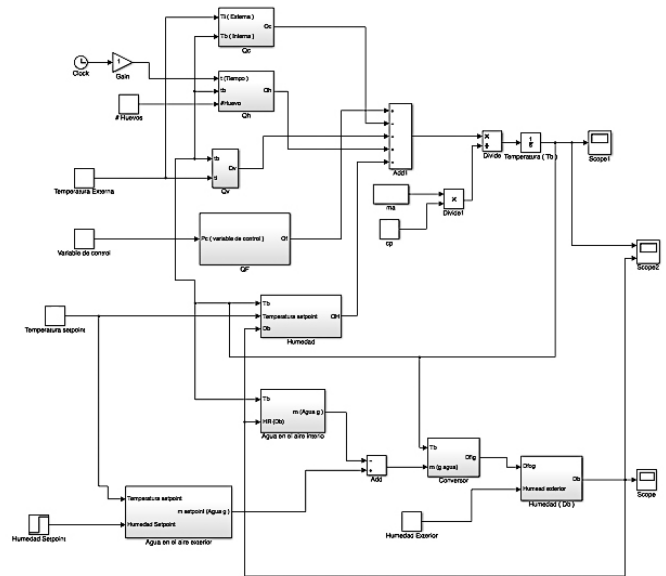 Ti ( Externa )
Tb ( Interna )
Qc
Qc
Clock
1
Gain
t (Tiempo )
tb
#Huevo
Qh
Qh
# Huevos
tb
ti
Qv
Qv
Temperatura Externa
Add1
Divide
1
s
Temperatura ( Tb )
Scope1
ma
cp
Divide1
Pc ( variable de control )
Qf
QF
Variable de control
Scope2
Tb
Temperatura setpoint
Db
Humedad
Temperatura setpoint
Tb
HR (Db)
m (Agua g )
Agua en el aire interio
Add
Tb
m (g agua)
Conversor
Humead exterior
Db
Humedad ( Db )
Scope
Humedad Exterior
Temperatura setpoint
Humedad Setpoint
m setpoint (Agua g )
Agua en el aire exterior
Humedad Setpoint